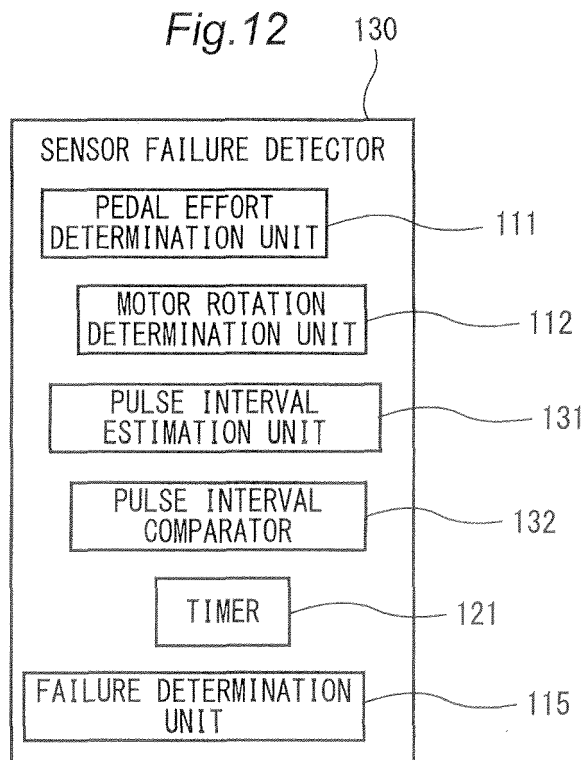 Fig.12
130
SENSOR FAILURE DETECTOR
PEDAL EFFORT
DETERMINATION UNIT
111
MOTOR ROTATION
DETERMINATION UNIT
112
PULSE INTERVAL
ESTIMATION UNIT
131
PULSE INTERVAL
COMPARATOR
132
TIMER
121
FAILURE DETERMINATION
UNIT
115